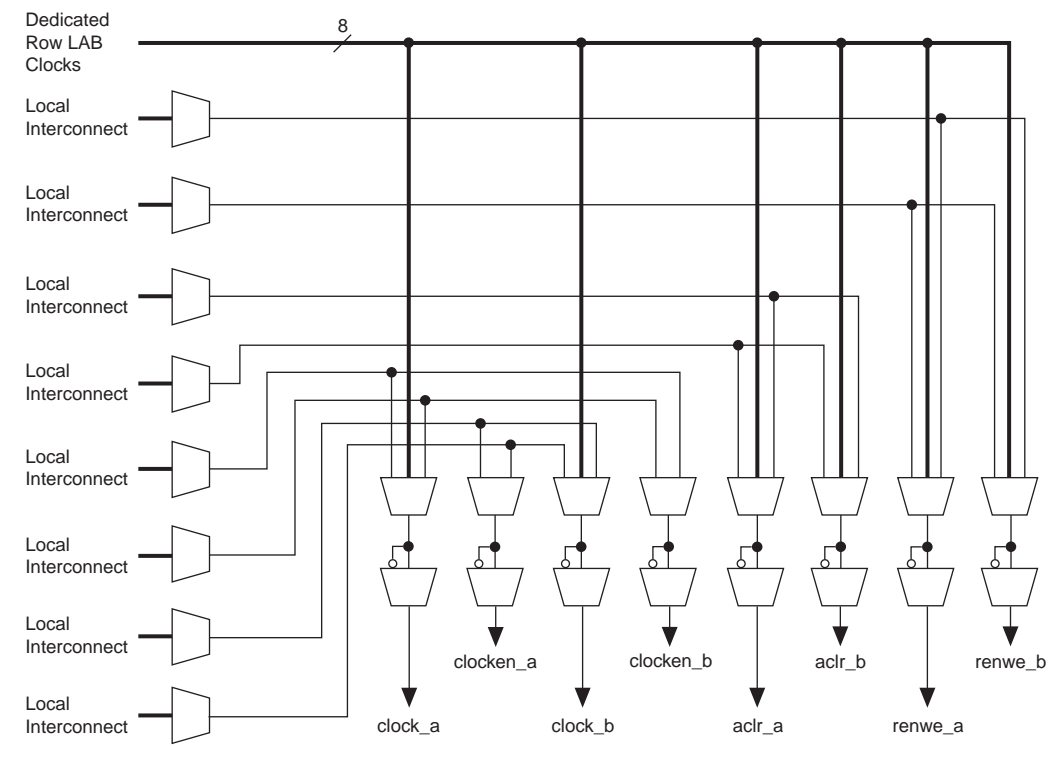 Dedicated
Row LAB
Clocks
8
Local
Interconnect
Local
Interconnect
Local
Interconnect
Local
Interconnect
Local
Interconnect
Local
Interconnect
Local
Interconnect
Local
Interconnect
clocken_a
clocken_b
aclr_b
renwe_b
clock_a
clock_b
aclr_a
renwe_a